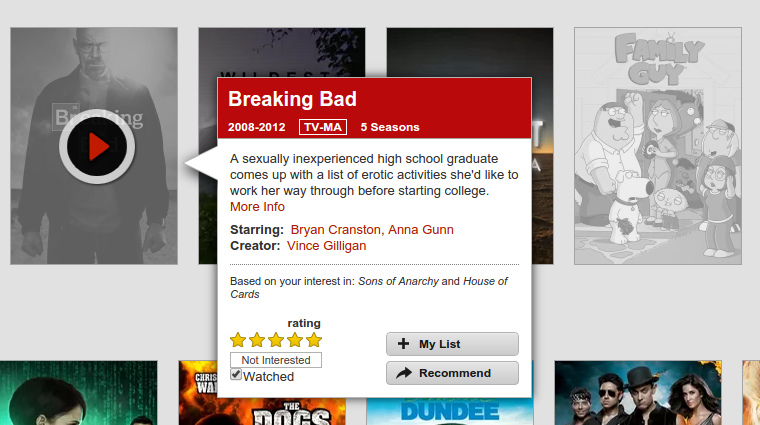 FAMILY
GUY
WILDEST
Breaking
Breaking Bad
2008-2012 TV-MA 5 Seasons
A sexually inexperienced high school graduate
comes up with a list of erotic activities she'd like to
work her way through before starting college.
More Info
Starring: Bryan Cranston, Anna Gunn
Creator: Vince Gilligan
Based on your interest in: Sons of Anarchy and House of
Cards
rating
Not Interested
Watched
+ My List
Recommend
THE
DOGS
DUNDEE